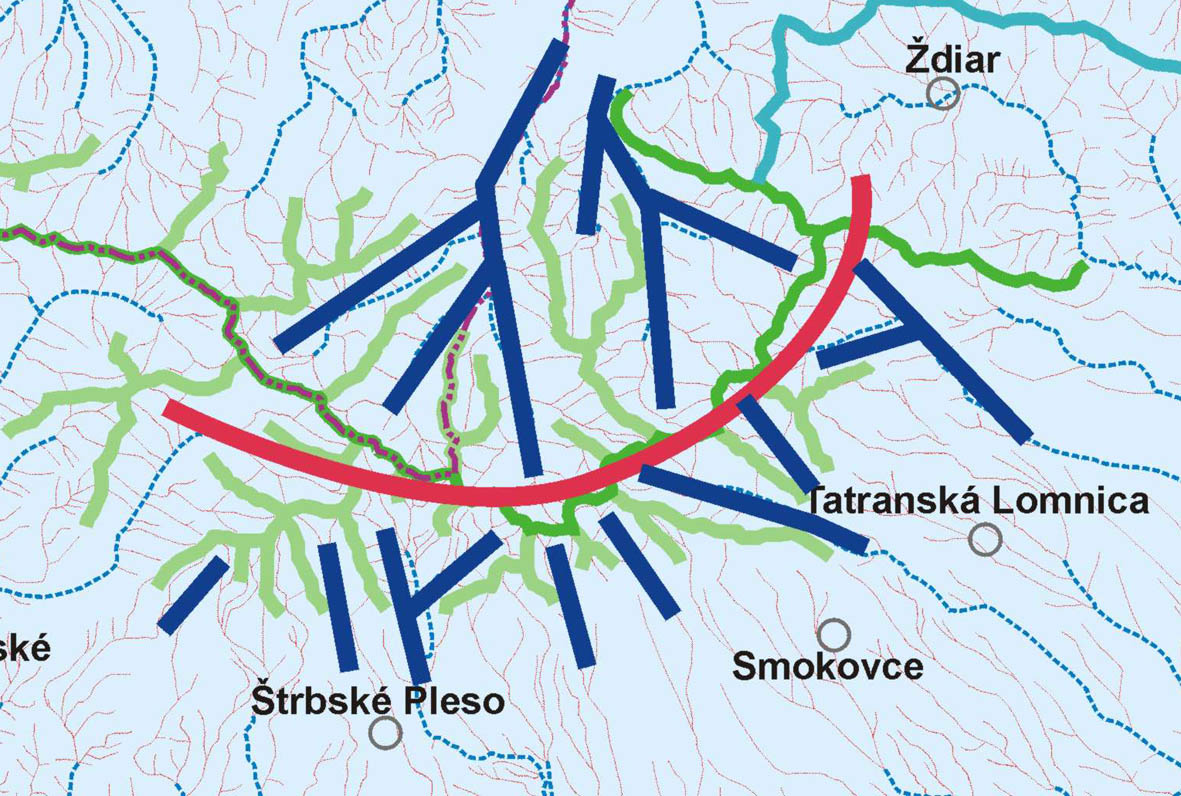 Ždiar
Tatranská Lomnica
ské
Smokovce
Štrbské Pleso